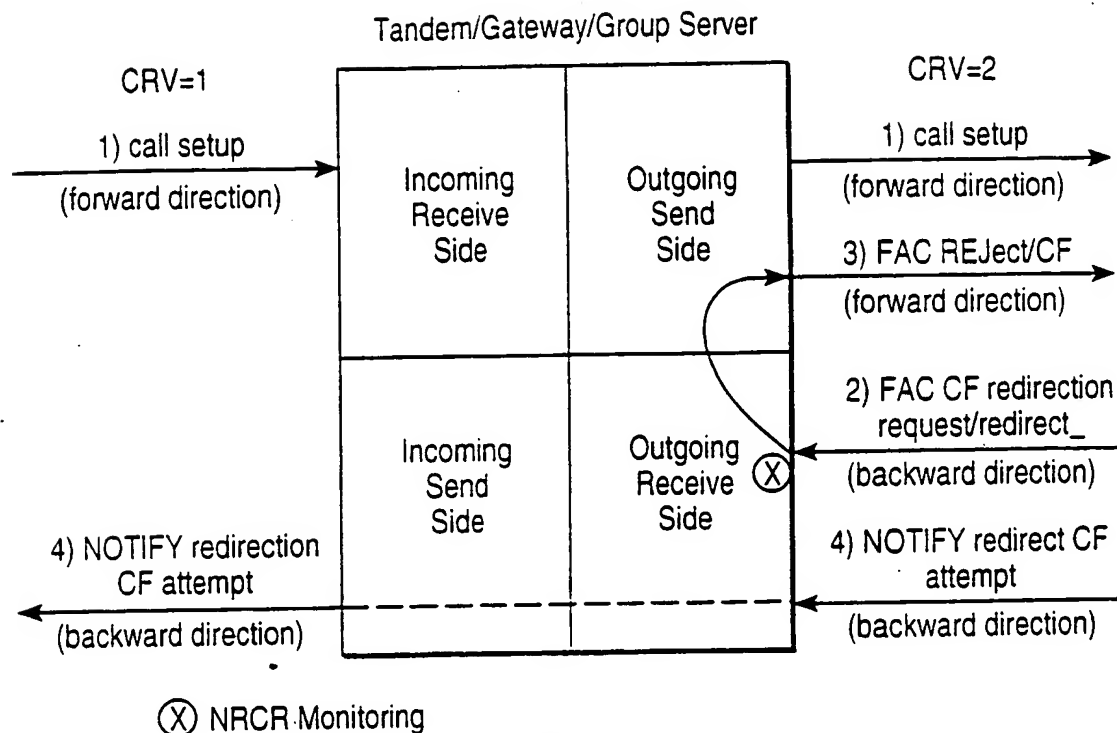 Tandem/Gateway/Group Server
CRV=1
CRV=2
1) call setup
(forward direction)
Incoming
Receive
Side
Outgoing
Send
Side
1) call setup
(forward direction)
3) FAC REJect/CF
(forward direction)
2) FAC CF redirection
request/redirect_
(backward direction)
Incoming
Send
Side
Outgoing
Receive
Side
X
4) NOTIFY redirection
CF attempt
(backward direction)
4) NOTIFY redirect CF
attempt
(backward direction)
X NRCR Monitoring